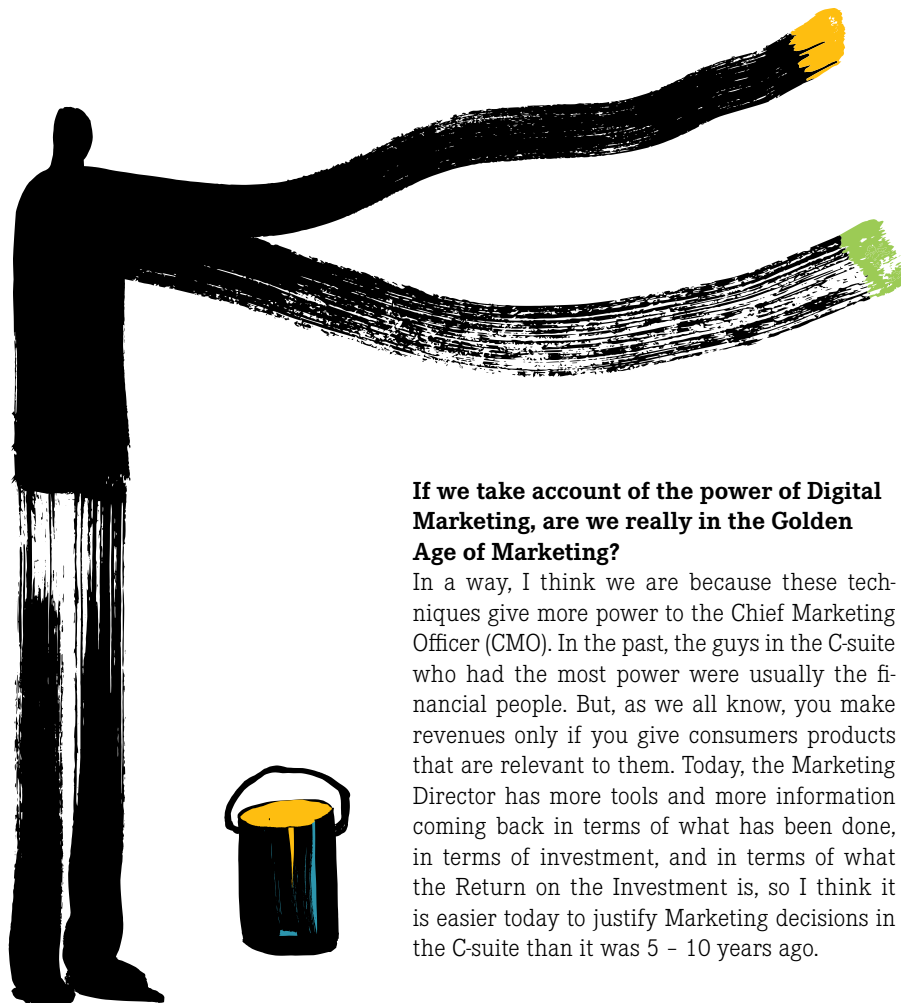 If we take account of the power of Digital
Marketing, are we really in the Golden
Age of Marketing?
In a way, I think we are because these tech-
niques give more power to the Chief Marketing
Officer (CMO). In the past, the guys in the C-suite
who had the most power were usually the fi-
nancial people. But, as we all know, you make
revenues only if you give consumers products
that are relevant to them. Today, the Marketing
Director has more tools and more information
coming back in terms of what has been done,
in terms of investment, and in terms of what
the Return on the Investment is, so I think it
is easier today to justify Marketing decisions in
the C-suite than it was 5 – 10 years ago.